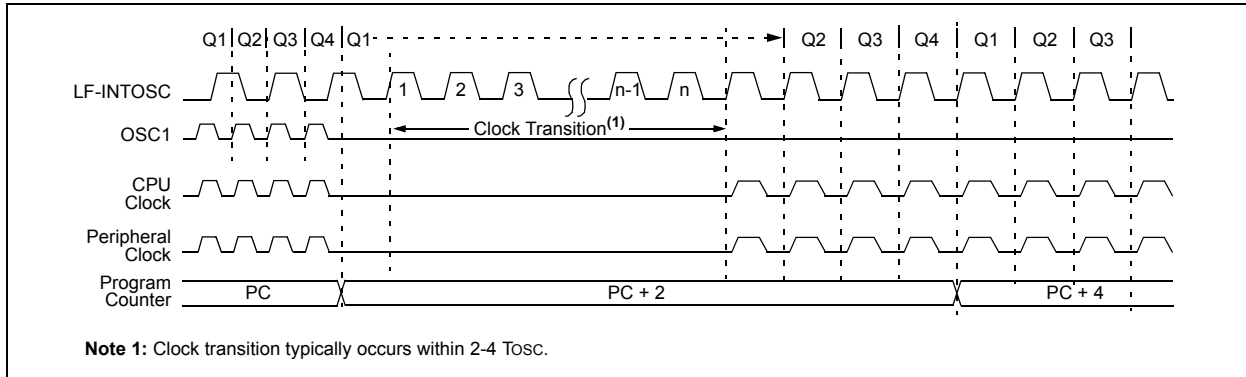 Q1 Q2 Q3 Q4 Q1 Q2 Q3 Q4 Q1 Q2 Q3
LF-INTOSC
1 2 3 n-1 n
OSC1
Clock Transition(1)
CPU
Clock
Peripheral
Clock
Program
Counter
PC PC + 2 PC + 4
Note 1: Clock transition typically occurs within 2-4 TOSC.